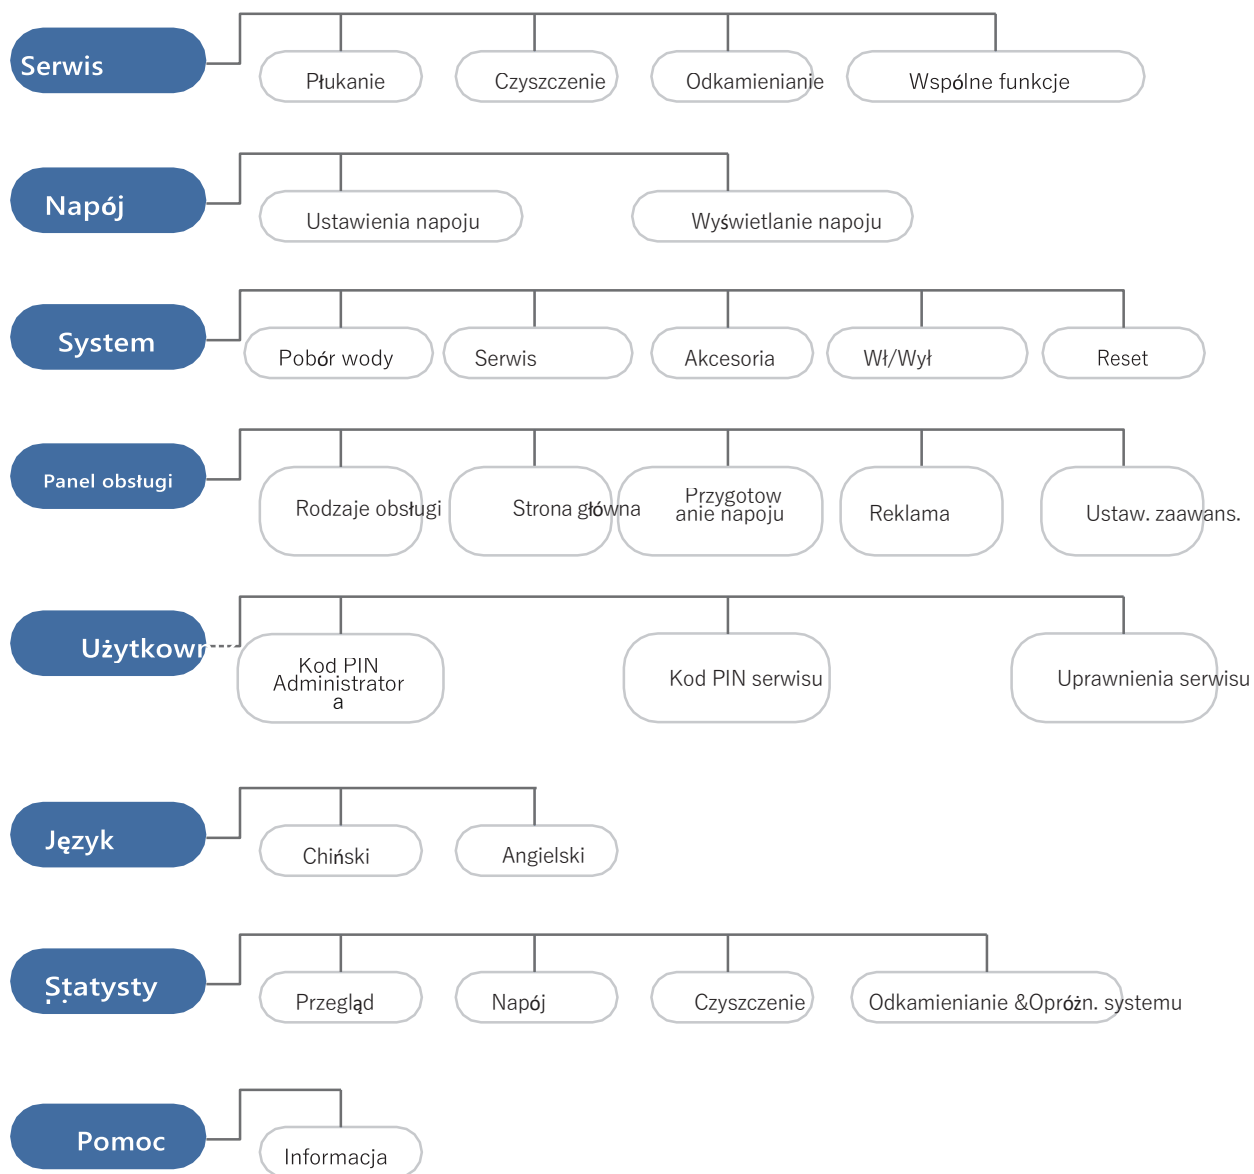 Serwis
Płukanie
Czyszczenie
Odkamienianie
Wspólne funkcje
Napój
Ustawienia napoju
Wyświetlanie napoju
System
Pobór wody
Serwis
Akcesoria
Wł/Wył
Reset
Panel obsługi
Rodzaje obsługi
Strona główna
Przygotow
anie napoju
Reklama
Ustaw. zaawans.
Kod PIN
Administrator
a
Kod PIN serwisu
Uprawnienia serwisu
Język
Chiński
Angielski
Statysty
Przegląd
Napój
Czyszczenie
Odkamienianie &Opróżn. systemu
Pomoc
Informacja